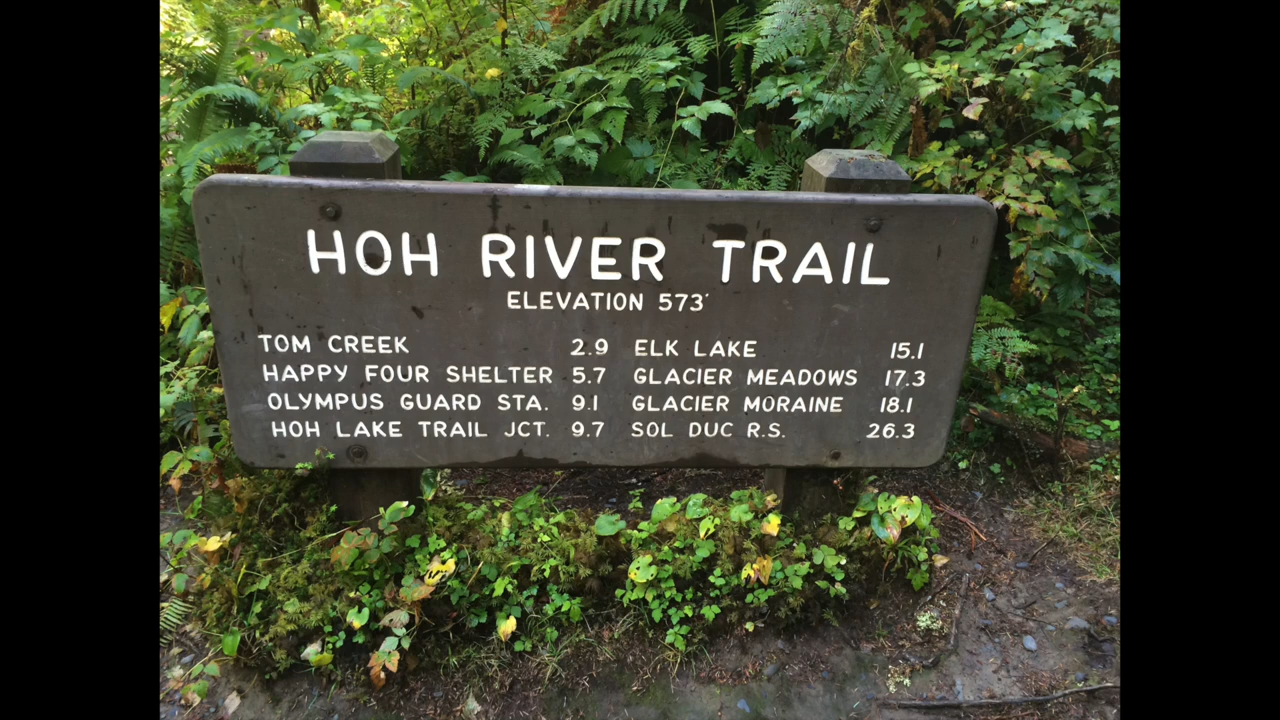 HOH RIVER TRAIL
ELEVATION 573'
TOM CREEK 2.9 ELK LAKE 15.1
HAPPY FOUR SHELTER 5.7 GLACIER MEADOWS 17.3
OLYMPUS GUARD STA. 9.1 GLACIER MORAINE 18.1
HOH LAKE TRAIL JCT. 9.7 SOL DUC R.S. 26.3